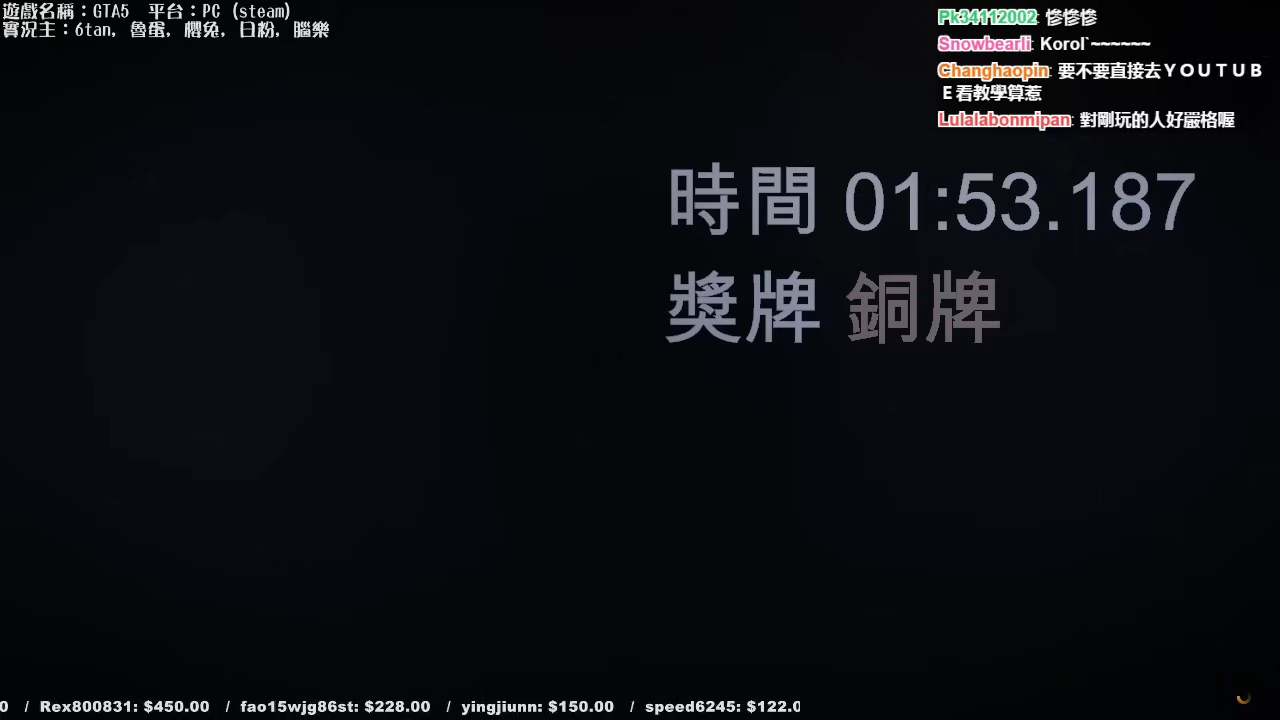 遊戲名稱：GTA5 平台：PC (steam)
實況主：6tan, 魯蛋, 鰹兔, 日粉, 醯樂
Pk34112002: 慘慘慘
Snowbearli: Korol`~~~~~~
Changhaopin: 要不要直接去ＹＯＵＴＵＢ
Ｅ看教學算惹
Lulalabonmipan: 對剛玩的人好嚴格喔
時間 01:53.187
獎牌 銅牌
0 / Rex800831: $450.00 / fao15wjg86st: $228.00 / yingjiunn: $150.00 / speed6245: $122.0